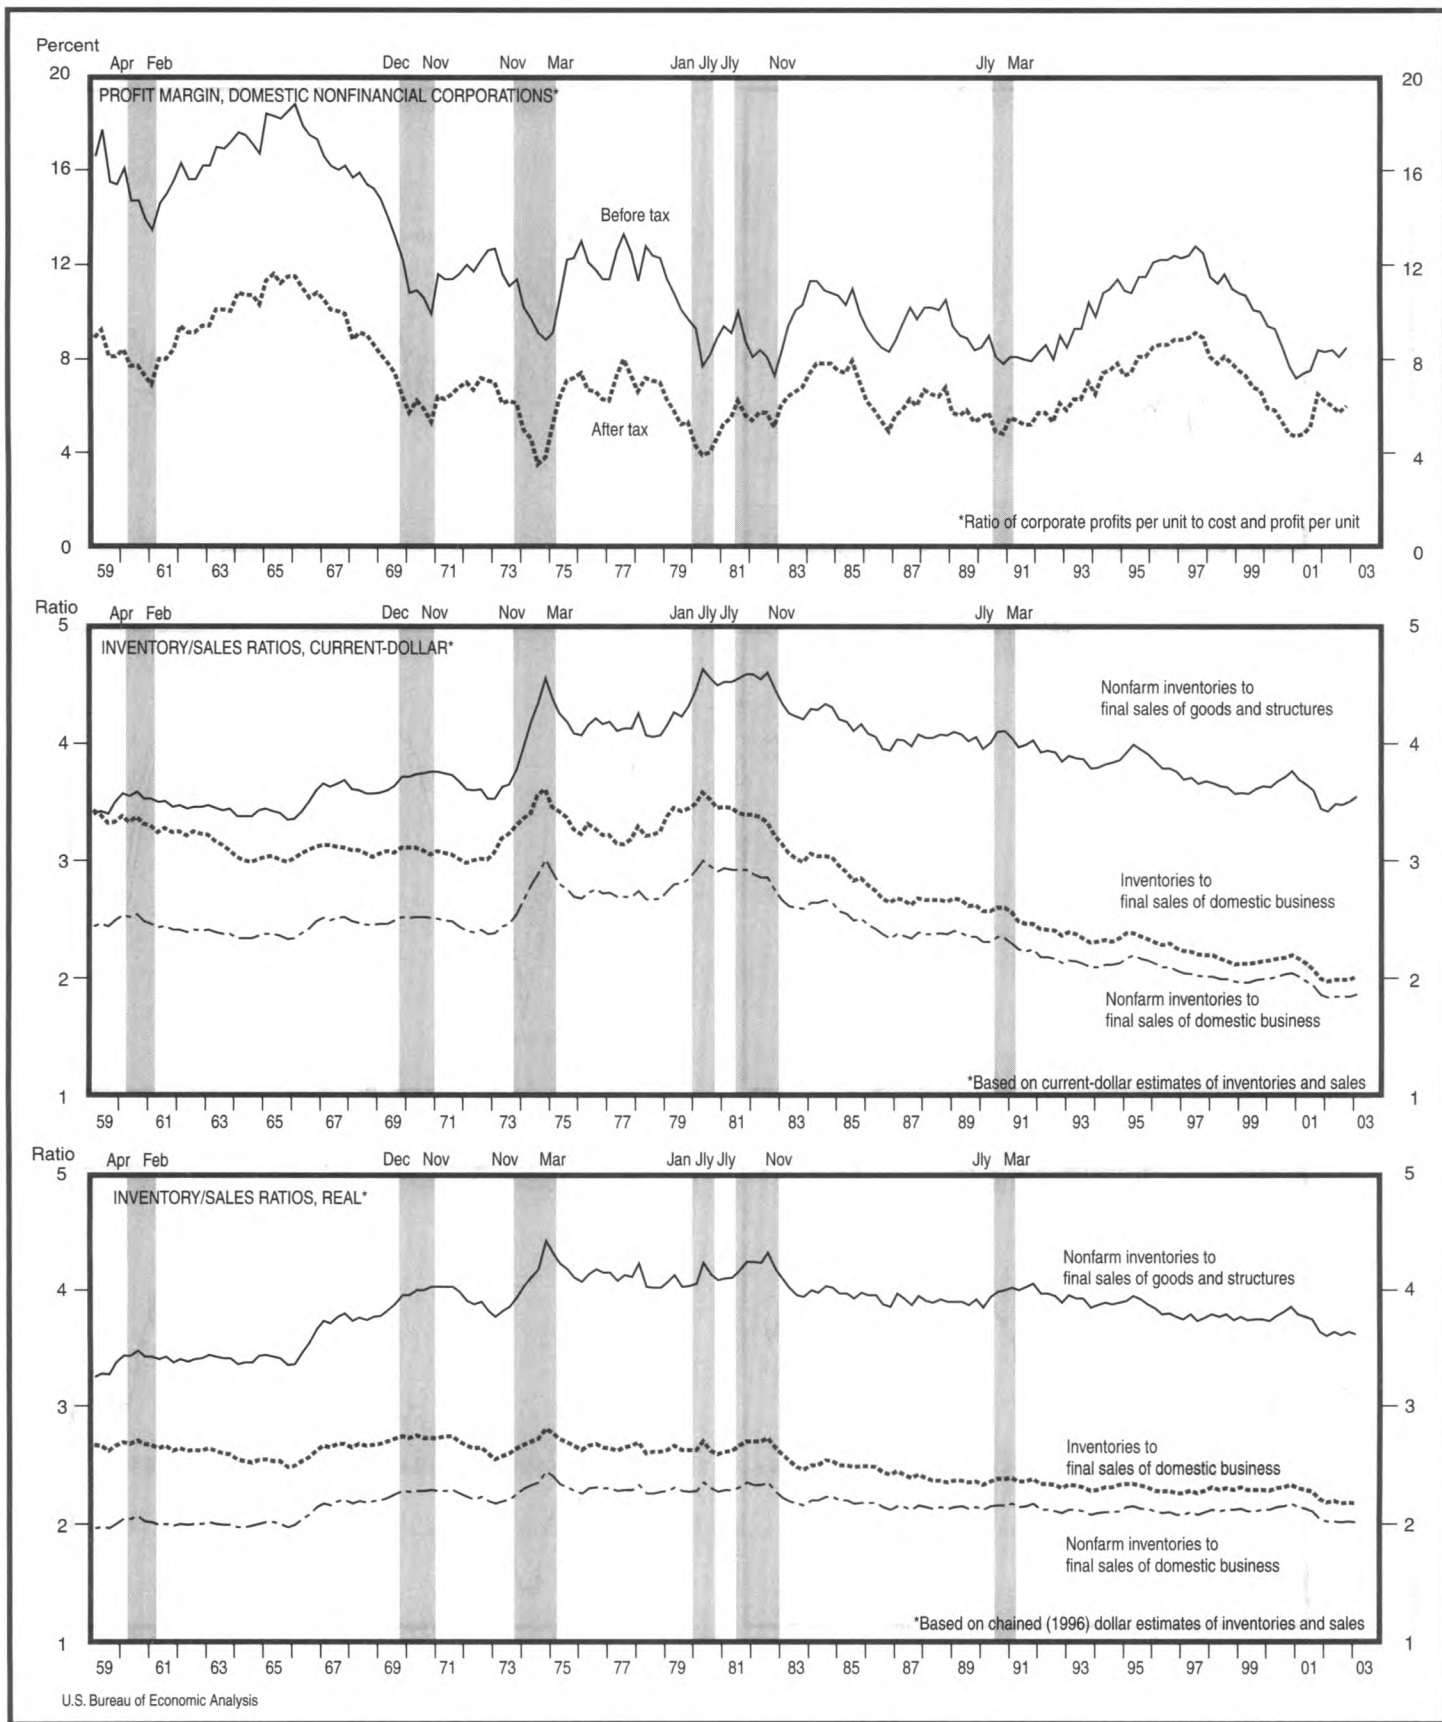 Percent
Apr Feb Dec Nov Nov Mar Jan Jly Jly Nov Jly Mar
20 20
PROFIT MARGIN, DOMESTIC NONFINANCIAL CORPORATIONS*
16 16
Before tax
12 12
8 8
After tax
4 4
*Ratio of corporate profits per unit to cost and profit per unit
0 0
59 61 63 65 67 69 71 73 75 77 79 81 83 85 87 89 91 93 95 97 99 01 03
Ratio
Apr Feb Dec Nov Nov Mar Jan Jly Jly Nov Jly Mar
5 5
INVENTORY/SALES RATIOS, CURRENT-DOLLAR*
Nonfarm inventories to
final sales of goods and structures
4 4
3 3
Inventories to
final sales of domestic business
2 2
Nonfarm inventories to
final sales of domestic business
*Based on current-dollar estimates of inventories and sales
1 1
59 61 63 65 67 69 71 73 75 77 79 81 83 85 87 89 91 93 95 97 99 01 03
Ratio
Apr Feb Dec Nov Nov Mar Jan Jly Jly Nov Jly Mar
5 5
INVENTORY/SALES RATIOS, REAL*
Nonfarm inventories to
final sales of goods and structures
4 4
3 3
Inventories to
final sales of domestic business
2 2
Nonfarm inventories to
final sales of domestic business
*Based on chained (1996) dollar estimates of inventories and sales
1 1
59 61 63 65 67 69 71 73 75 77 79 81 83 85 87 89 91 93 95 97 99 01 03
U.S. Bureau of Economic Analysis